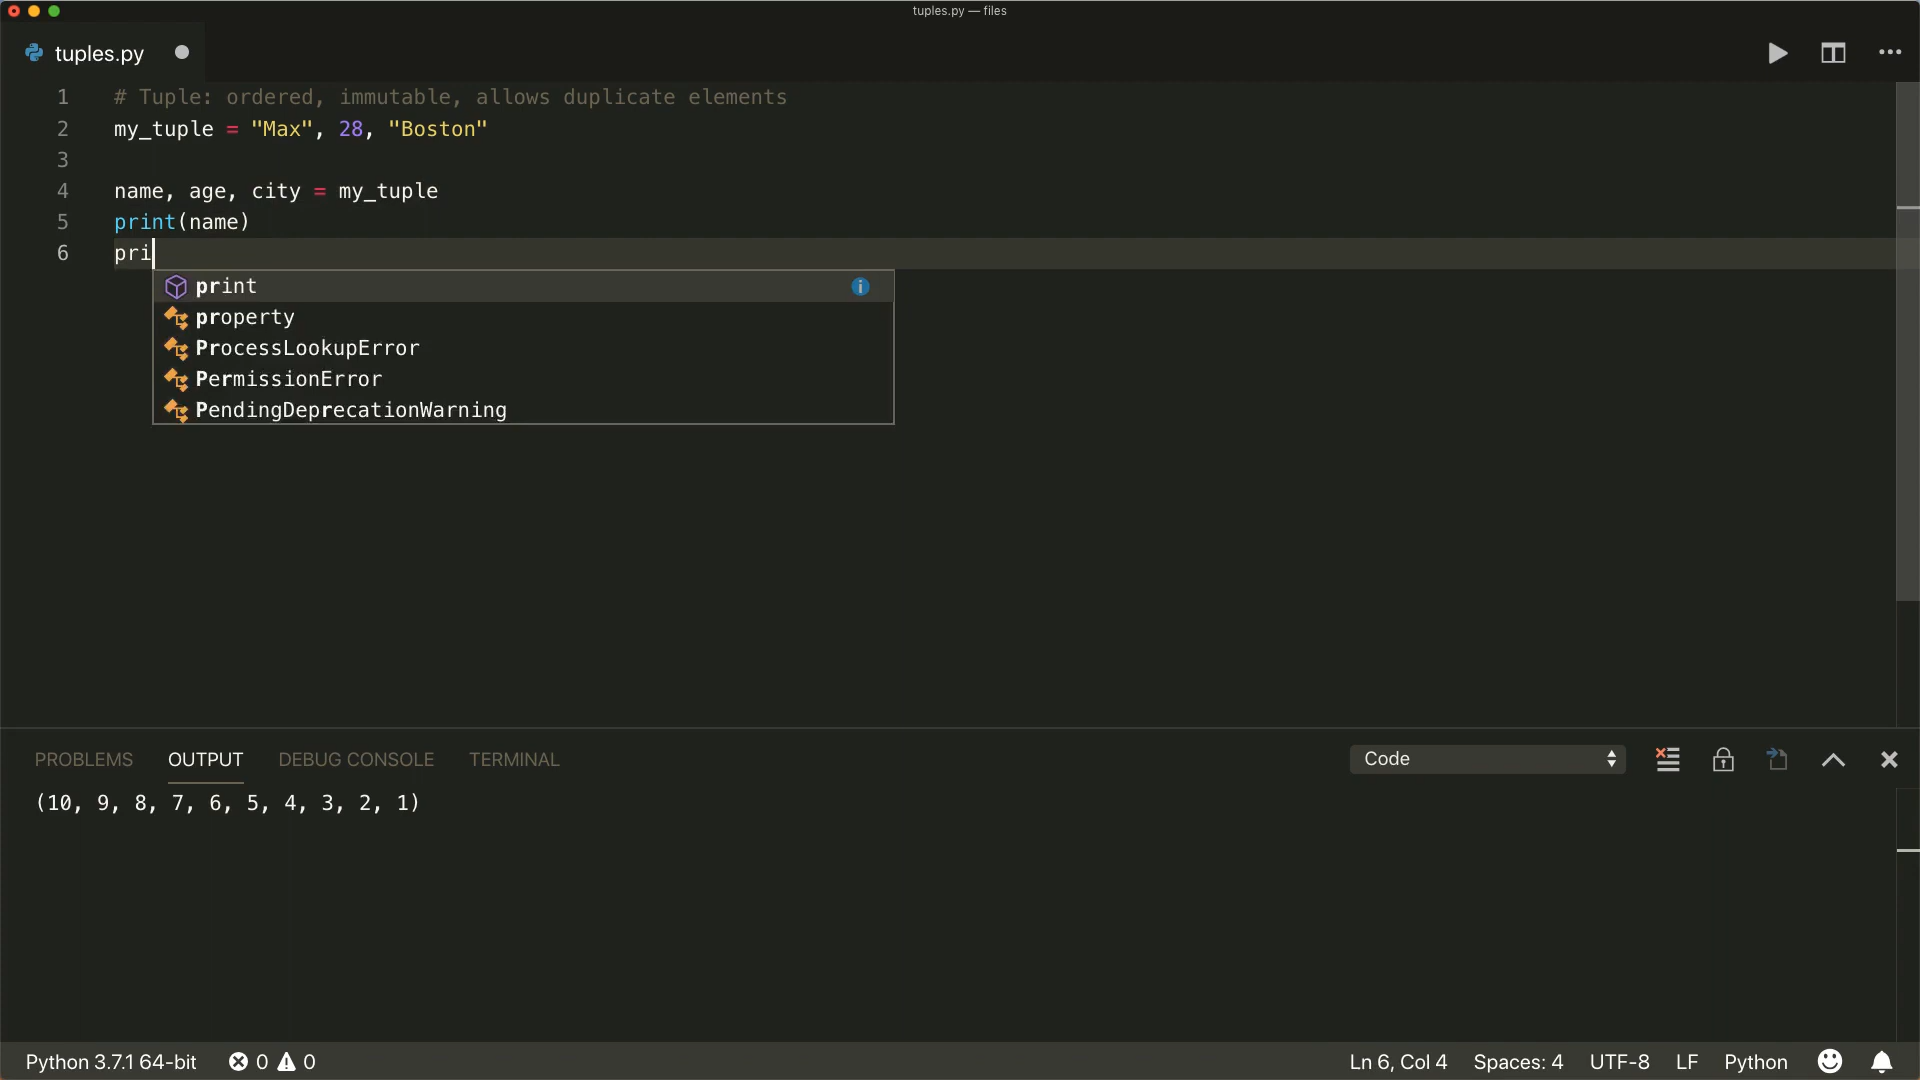 tuples.py — files
tuples.py
1 # Tuple: ordered, immutable, allows duplicate elements
2 my_tuple = "Max", 28, "Boston"
3
4 name, age, city = my_tuple
5 print(name)
6 pri
print
property
ProcessLookupError
PermissionError
PendingDeprecationWarning
PROBLEMS OUTPUT DEBUG CONSOLE TERMINAL Code
(10, 9, 8, 7, 6, 5, 4, 3, 2, 1)
Python 3.7.1 64-bit 0 0 Ln 6, Col 4 Spaces: 4 UTF-8 LF Python